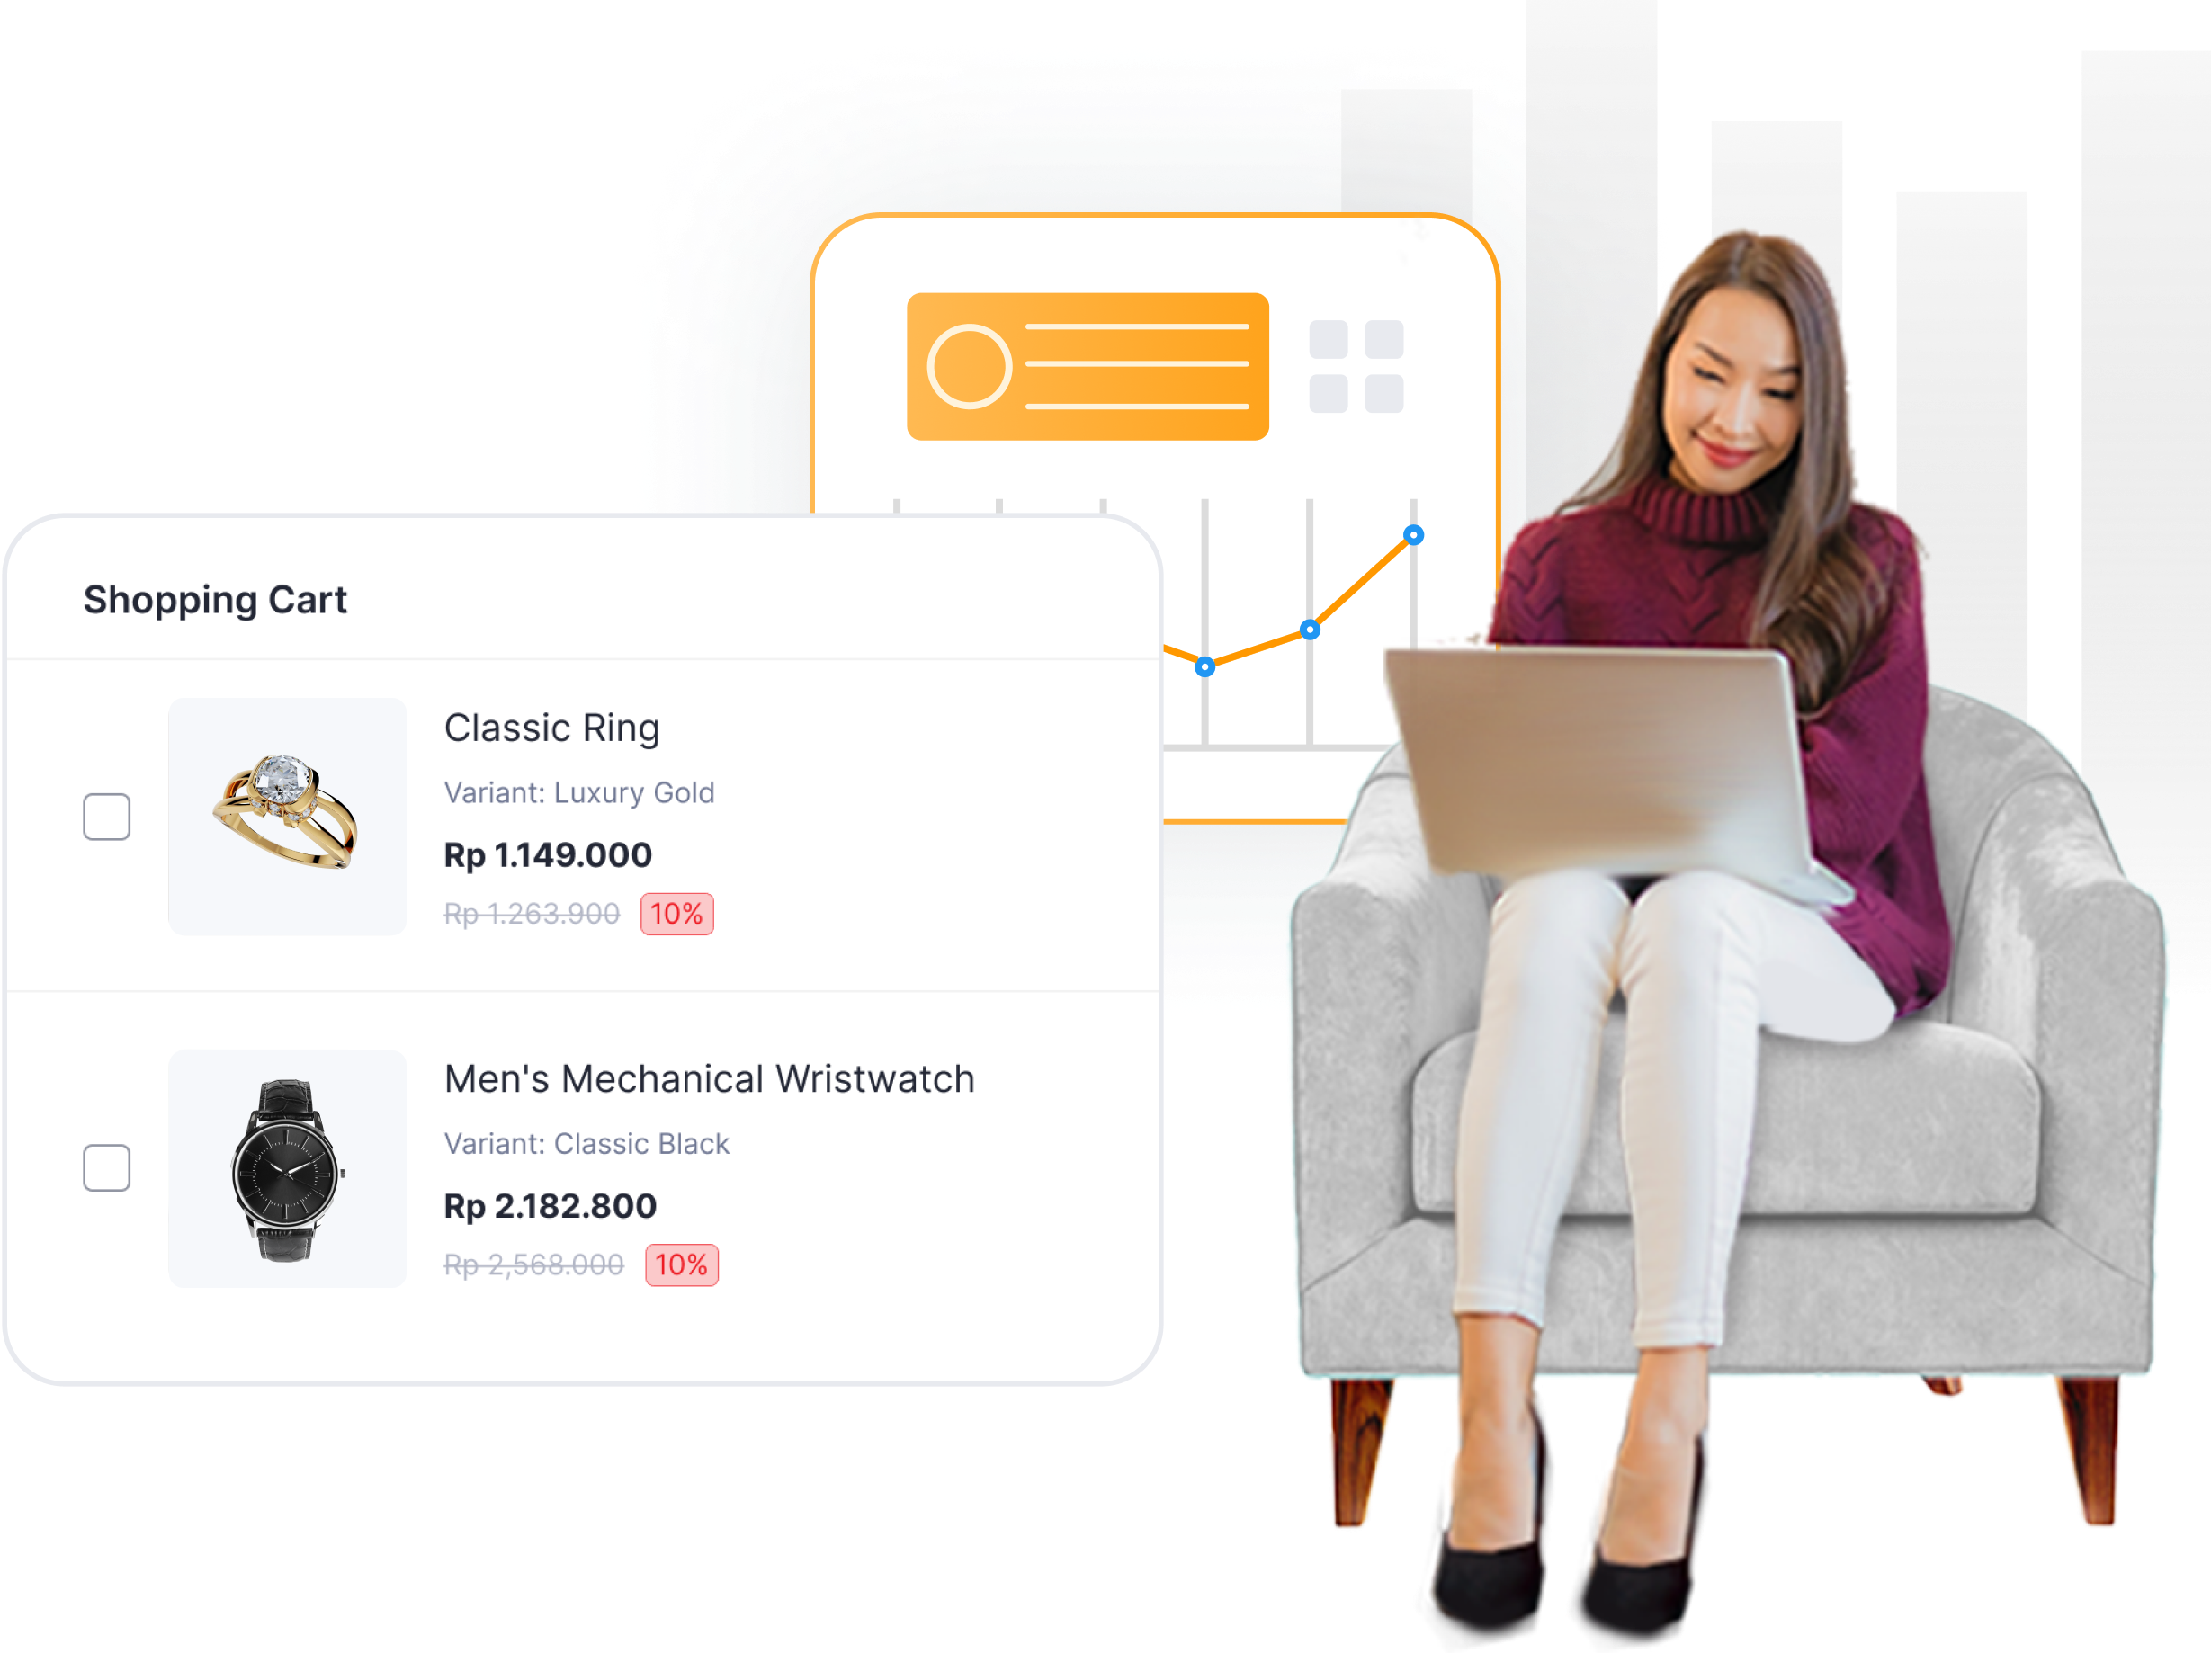 Shopping Cart
Classic Ring
Variant: Luxury Gold
Rp 1.149.000
Rp 1.263.900 10%
Men's Mechanical Wristwatch
Variant: Classic Black
Rp 2.182.800
Rp 2,568.000 10%